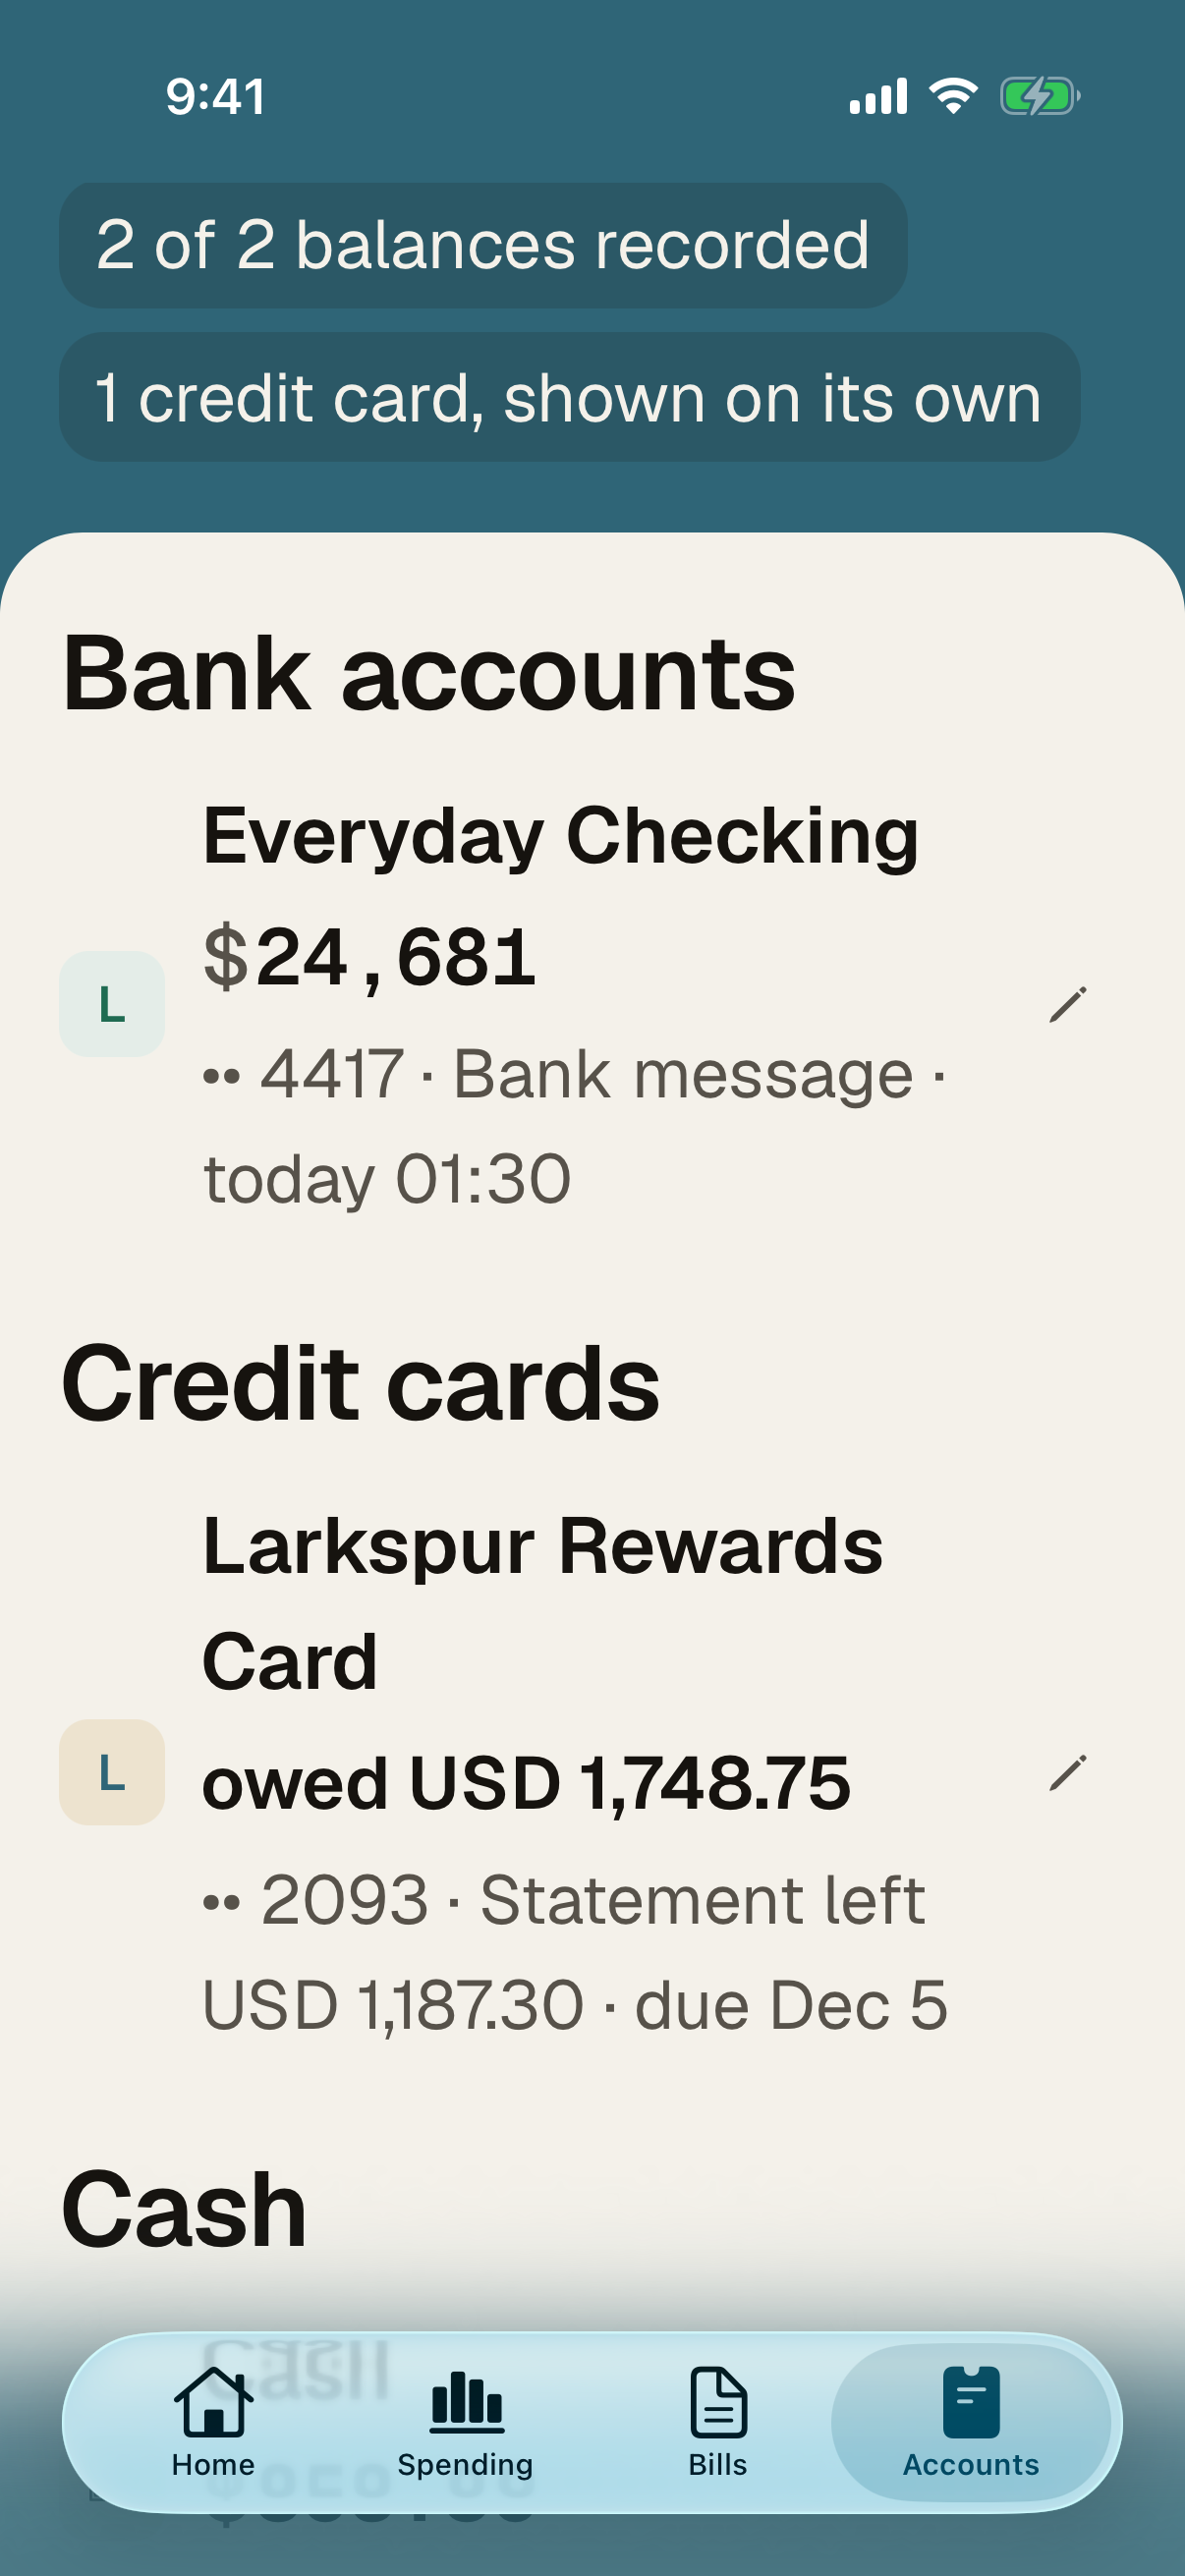 9:41
2 of 2 balances recorded
1 credit card, shown on its own
Bank accounts
Everyday Checking
$24,681
L
•• 4417 · Bank message ·
today 01:30
Credit cards
Larkspur Rewards
Card
L
owed USD 1,748.75
•• 2093 · Statement left
USD 1,187.30 · due Dec 5
Cash
Cash
Home
Spending
Bills
Accounts